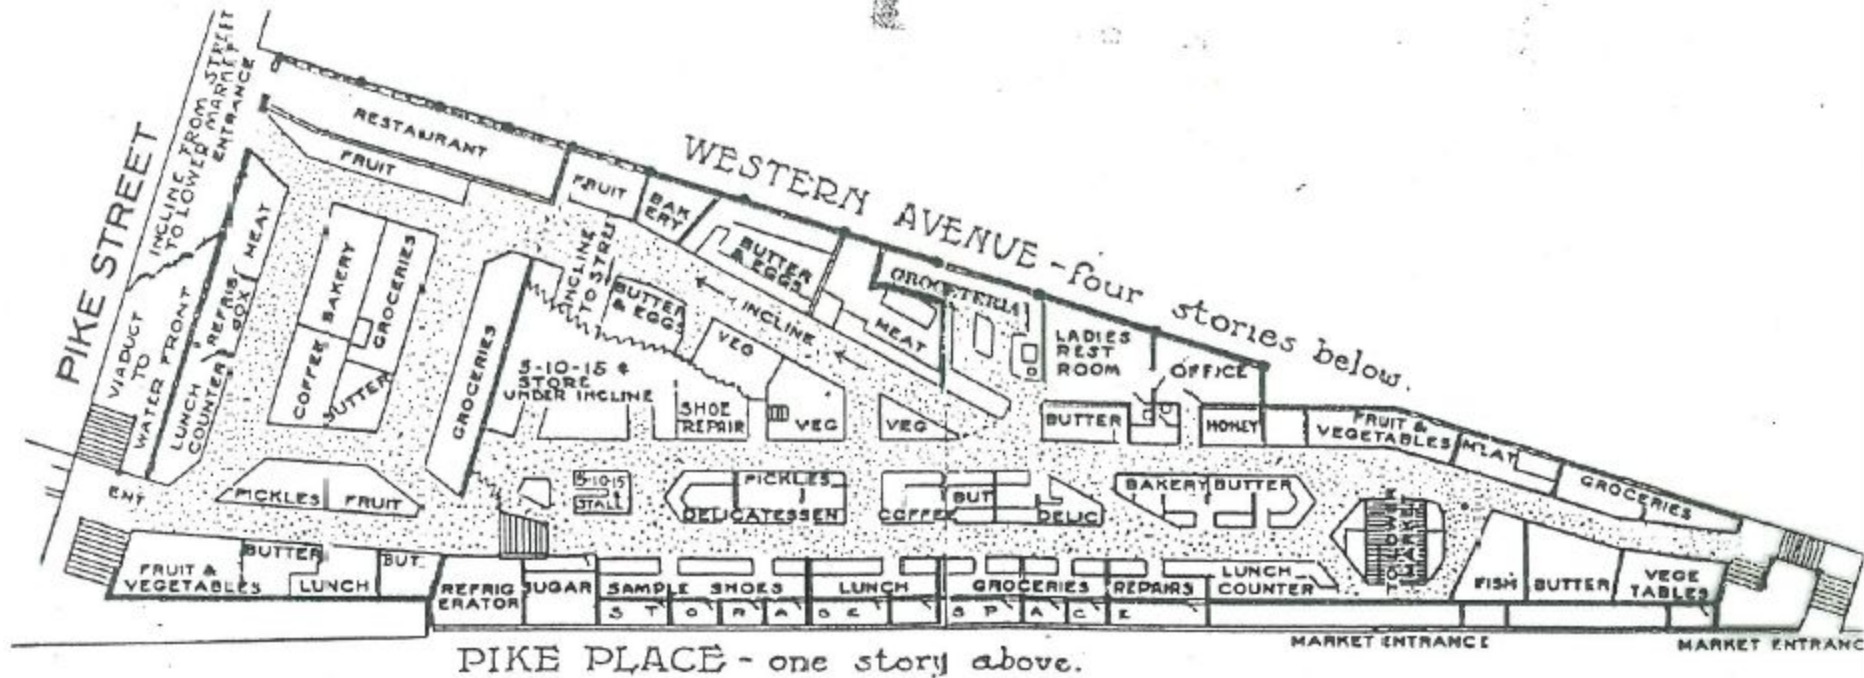 PIKE STREET
INCLINE FROM STREET
TO LOWER MARKET
ENTRANCE
VIADUCT
TO
WATER FRONT
RESTAURANT
FRUIT
MEAT
REFRIG
BOX
LUNCH
COUNTER
BAKERY
GROCERIES
COFFEE
BUTTER
GROCERIES
PICKLES
FRUIT
ENT
WESTERN AVENUE - four stories below.
FRUIT
BAK
ERY
INCLINE
BUTTER
& EGGS
BUTTER
& EGGS
INCLINE
MEAT
GROCETERIA
LADIES
REST
ROOM
OFFICE
VEG
5-10-15 ¢
STORE
UNDER INCLINE
SHOE
REPAIR
VEG
VEG
BUTTER
HONEY
FRUIT &
VEGETABLES
MEAT
GROCERIES
5-10-15
STALL
PICKLES
DELICATESSEN
COFFEE
BUT
DELIC
BAKERY
BUTTER
TO LOWER
MARKET
FRUIT &
VEGETABLES
BUTTER
LUNCH
BUT
REFRIG
ERATOR
SUGAR
SAMPLE SHOES
LUNCH
GROCERIES
REPAIRS
LUNCH
COUNTER
FISH
BUTTER
VEGE
TABLES
STORAGE SPACE
MARKET ENTRANCE
MARKET ENTRANC
PIKE PLACE - one story above.